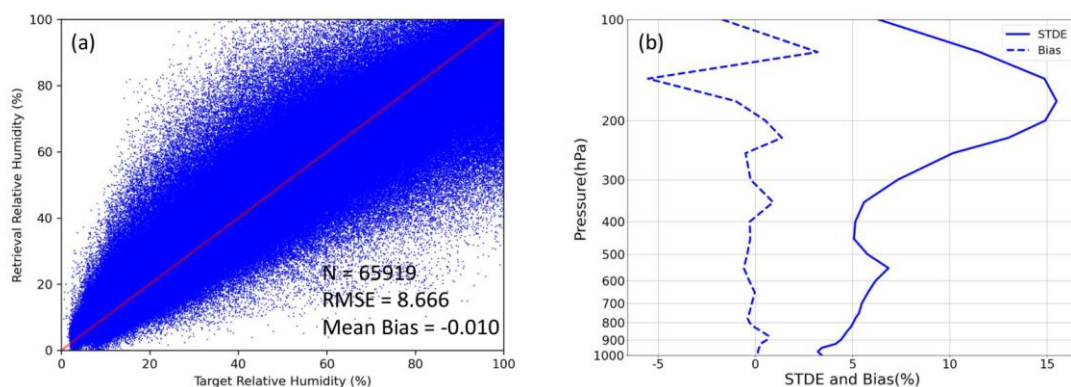 (a)
Retrieval Relative Humidity (%)
100
80
60
40
20
0
N = 65919
RMSE = 8.666
Mean Bias = -0.010
0
20
40
60
80
100
Target Relative Humidity (%)
(b)
STDE
Bias
Pressure(hPa)
100
200
300
400
500
600
700
800
900
1000
-5
0
5
10
15
STDE and Bias(%)